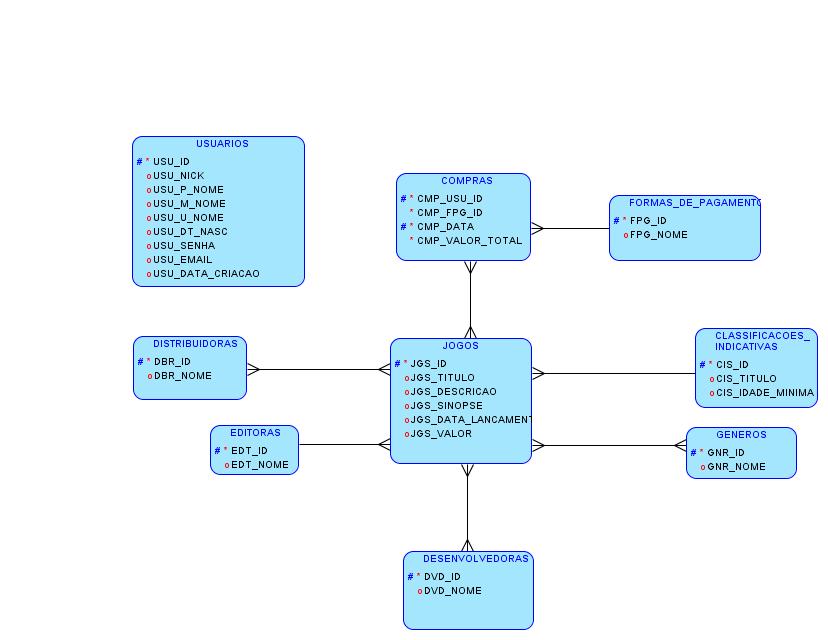 USUARIOS
# * USU_ID
o USU_NICK
o USU_P_NOME
o USU_M_NOME
o USU_U_NOME
o USU_DT_NASC
o USU_SENHA
o USU_EMAIL
o USU_DATA_CRIACAO
COMPRAS
# * CMP_USU_ID
* CMP_FPG_ID
# * CMP_DATA
* CMP_VALOR_TOTAL
FORMAS_DE_PAGAMENTO
# * FPG_ID
o FPG_NOME
DISTRIBUIDORAS
# * DBR_ID
o DBR_NOME
JOGOS
# * JGS_ID
o JGS_TITULO
o JGS_DESCRICAO
o JGS_SINOPSE
o JGS_DATA_LANCAMENT
o JGS_VALOR
CLASSIFICACOES_
INDICATIVAS
# * CIS_ID
o CIS_TITULO
o CIS_IDADE_MINIMA
EDITORAS
# * EDT_ID
o EDT_NOME
GENEROS
# * GNR_ID
o GNR_NOME
DESENVOLVEDORAS
# * DVD_ID
o DVD_NOME